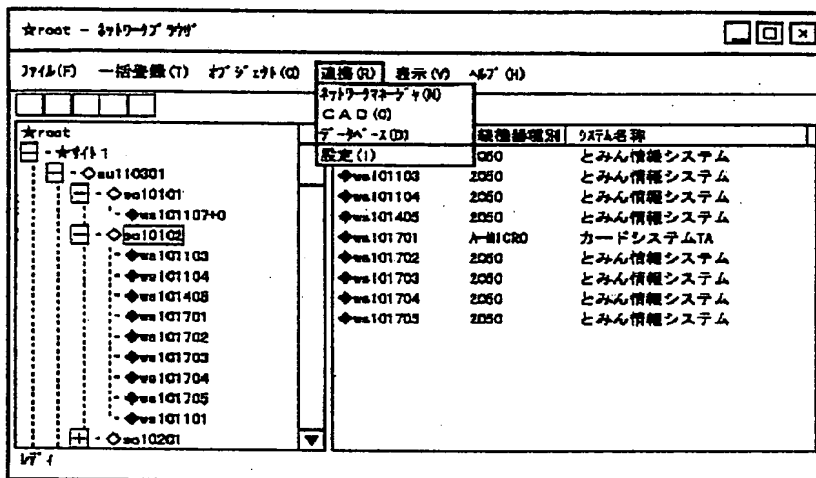 ☆root - ﾈｯﾄﾜｰｸﾌﾞﾗｳｻﾞ
ﾌｧｲﾙ(F) 一括登録(T) ｵﾌﾞｼﾞｪｸﾄ(O) 連携(R) 表示(V) ﾍﾙﾌﾟ(H)
ﾈｯﾄﾜｰｸﾏﾈｰｼﾞｬ(N)
CAD(C)
ﾃﾞｰﾀﾍﾞｰｽ(D)
設定(I)
☆root
☆ｻｲﾄ1
◇su110301
◇sa10101
◆ws101107+0
◇sa10102
◆ws101103
◆ws101104
◆ws101405
◆ws101701
◆ws101702
◆ws101703
◆ws101704
◆ws101705
◆ws101101
◇sa10201
機器種別 ｼｽﾃﾑ名称
2050 とみん情報システム
◆ws101103 2050 とみん情報システム
◆ws101104 2050 とみん情報システム
◆ws101405 2050 とみん情報システム
◆ws101701 A-MICRO カードシステムTA
◆ws101702 2050 とみん情報システム
◆ws101703 2050 とみん情報システム
◆ws101704 2050 とみん情報システム
◆ws101705 2050 とみん情報システム
ﾚﾃﾞｨ